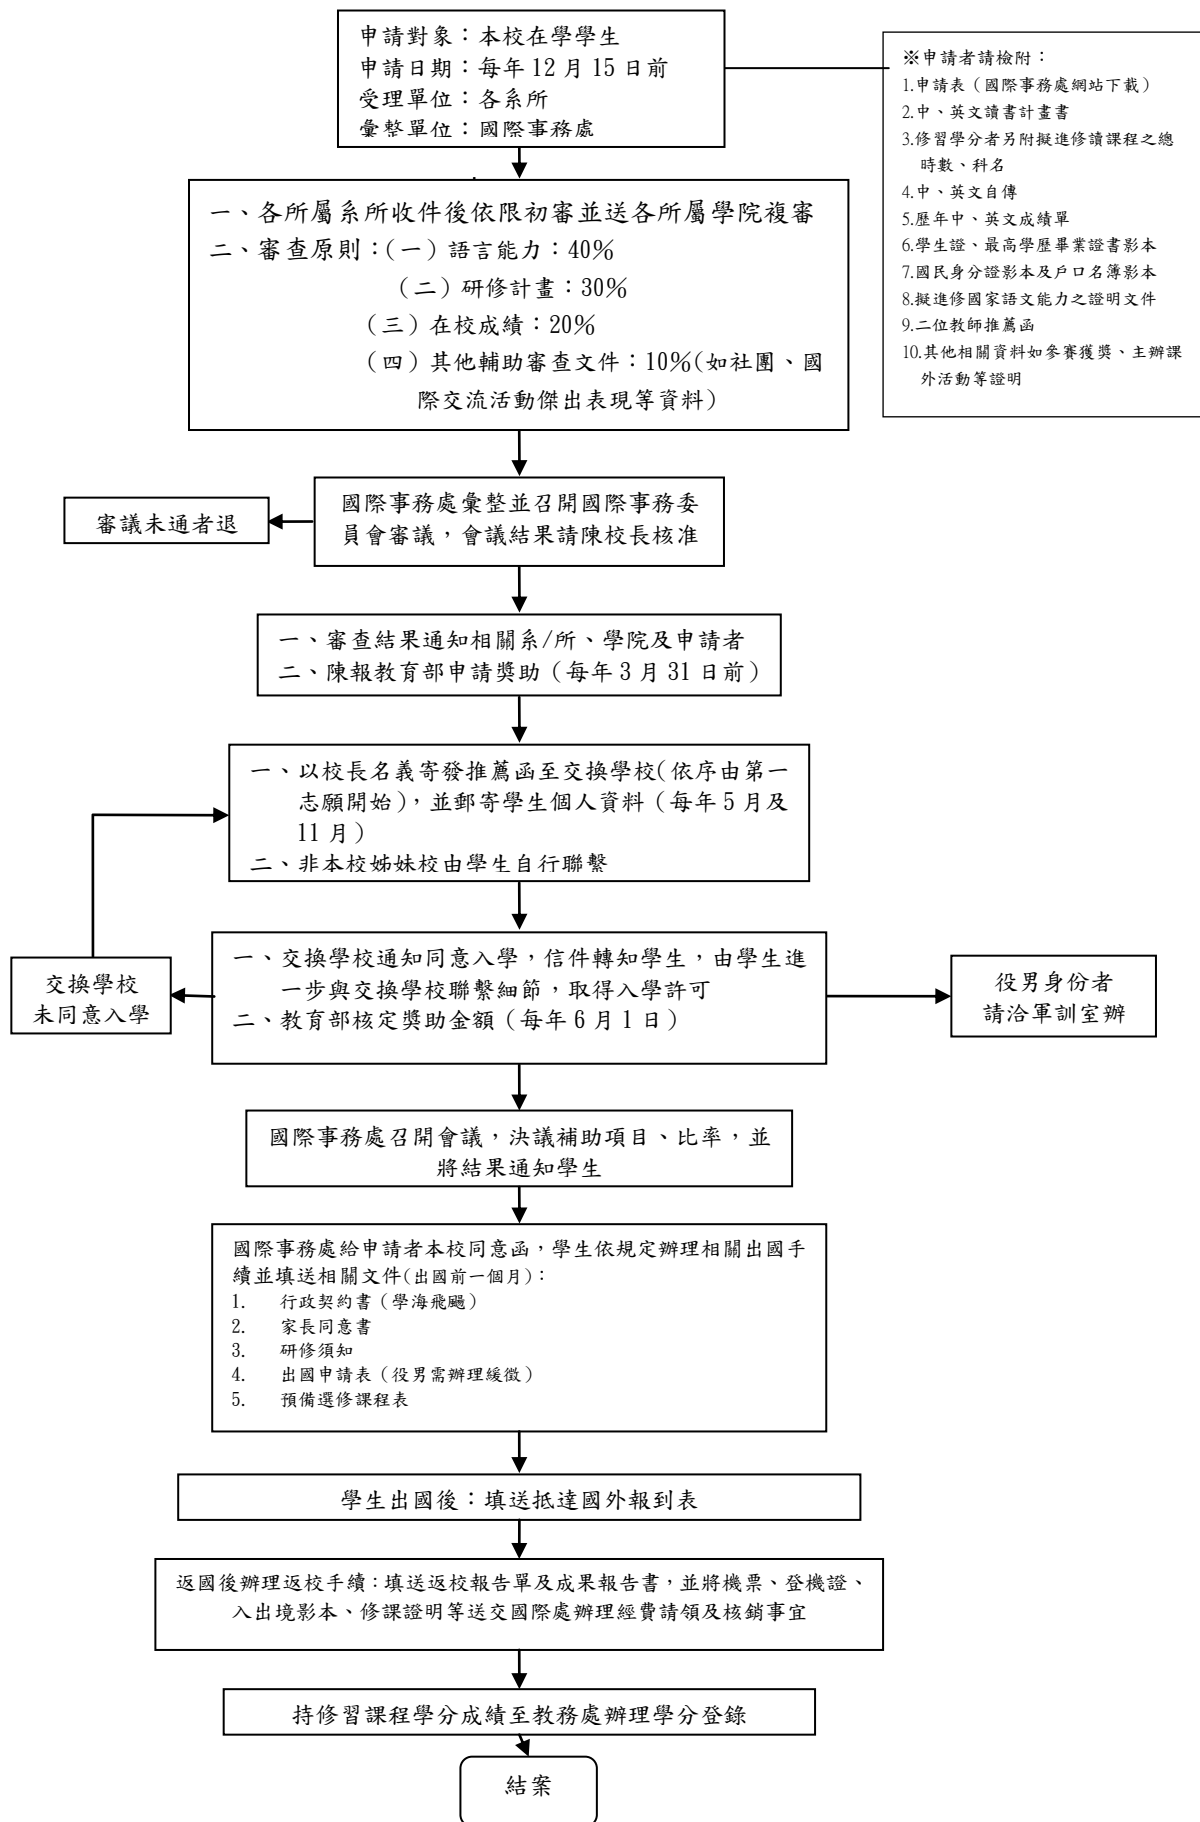 申請對象：本校在學學生
申請日期：每年 12 月 15 日前
受理單位：各系所
彙整單位：國際事務處
※申請者請檢附：
1.申請表（國際事務處網站下載）
2.中、英文讀書計畫書
3.修習學分者另附擬進修讀課程之總
時數、科名
4.中、英文自傳
5.歷年中、英文成績單
6.學生證、最高學歷畢業證書影本
7.國民身分證影本及戶口名簿影本
8.擬進修國家語文能力之證明文件
9.二位教師推薦函
10.其他相關資料如參賽獲獎、主辦課
外活動等證明
一、各所屬系所收件後依限初審並送各所屬學院複審
二、審查原則：(一）語言能力：40%
（二）研修計畫：30%
（三）在校成績：20%
（四）其他輔助審查文件：10%(如社團、國
際交流活動傑出表現等資料)
國際事務處彙整並召開國際事務委
員會審議，會議結果請陳校長核准
審議未通者退
一、審查結果通知相關系/所、學院及申請者
二、陳報教育部申請獎助（每年 3 月 31 日前）
一、以校長名義寄發推薦函至交換學校(依序由第一
志願開始)，並郵寄學生個人資料（每年 5 月及
11 月）
二、非本校姊妹校由學生自行聯繫
交換學校
未同意入學
一、交換學校通知同意入學，信件轉知學生，由學生進
一步與交換學校聯繫細節，取得入學許可
二、教育部核定獎助金額（每年 6 月 1 日）
役男身份者
請洽軍訓室辦
國際事務處召開會議，決議補助項目、比率，並
將結果通知學生
國際事務處給申請者本校同意函，學生依規定辦理相關出國手
續並填送相關文件(出國前一個月)：
1. 行政契約書（學海飛颺）
2. 家長同意書
3. 研修須知
4. 出國申請表（役男需辦理緩徵）
5. 預備選修課程表
學生出國後：填送抵達國外報到表
返國後辦理返校手續：填送返校報告單及成果報告書，並將機票、登機證、
入出境影本、修課證明等送交國際處辦理經費請領及核銷事宜
持修習課程學分成績至教務處辦理學分登錄
結案